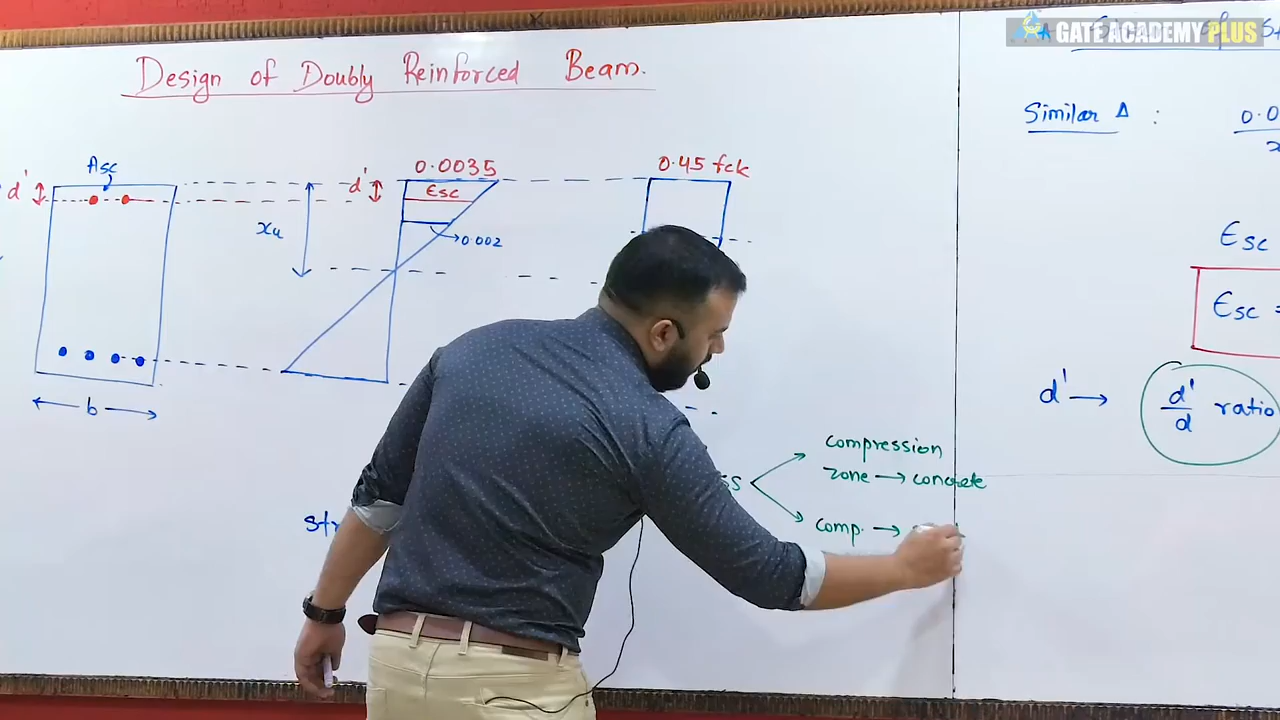 GATE ACADEMY PLUS
Design of Doubly Reinforced Beam.
Similar Δ :
Asc
d'
d'
0.0035
Esc
0.45 fck
xu
0.002
Esc
Esc =
b
d' → d'/d ratio
compression
zone → concrete
comp. →